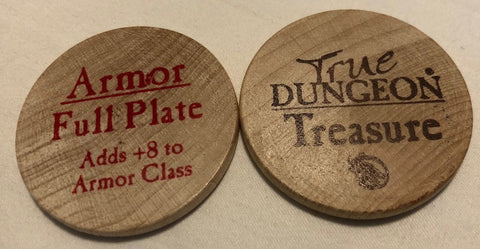 Armor
Full Plate
Adds +8 to
Armor Class
True
DUNGEON
Treasure